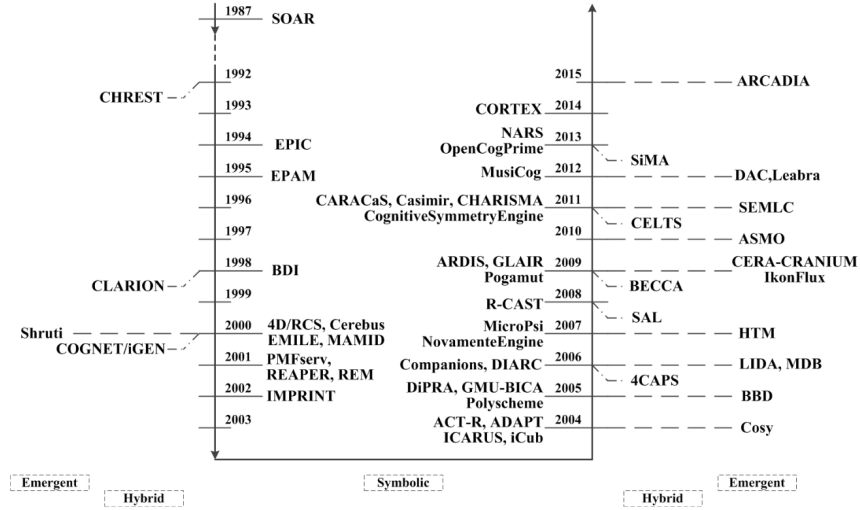 1987
SOAR
1992
CHREST
1993
1994
EPIC
1995
EPAM
1996
1997
1998
CLARION
BDI
1999
2000
Shruti
COGNET/iGEN
4D/RCS, Cerebus
EMILE, MAMID
2001
PMFserv,
REAPER, REM
2002
IMPRINT
2003
2015
ARCADIA
2014
CORTEX
2013
NARS
OpenCogPrime
SiMA
2012
MusiCog
DAC,Leabra
2011
CARACaS, Casimir, CHARISMA
CognitiveSymmetryEngine
CELTS
SEMLC
2010
ASMO
2009
ARDIS, GLAIR
Pogamut
BECCA
CERA-CRANIUM
IkonFlux
2008
R-CAST
SAL
2007
MicroPsi
NovamenteEngine
HTM
2006
Companions, DIARC
4CAPS
LIDA, MDB
2005
DiPRA, GMU-BICA
Polyscheme
BBD
2004
ACT-R, ADAPT
ICARUS, iCub
Cosy
Emergent
Hybrid
Symbolic
Hybrid
Emergent